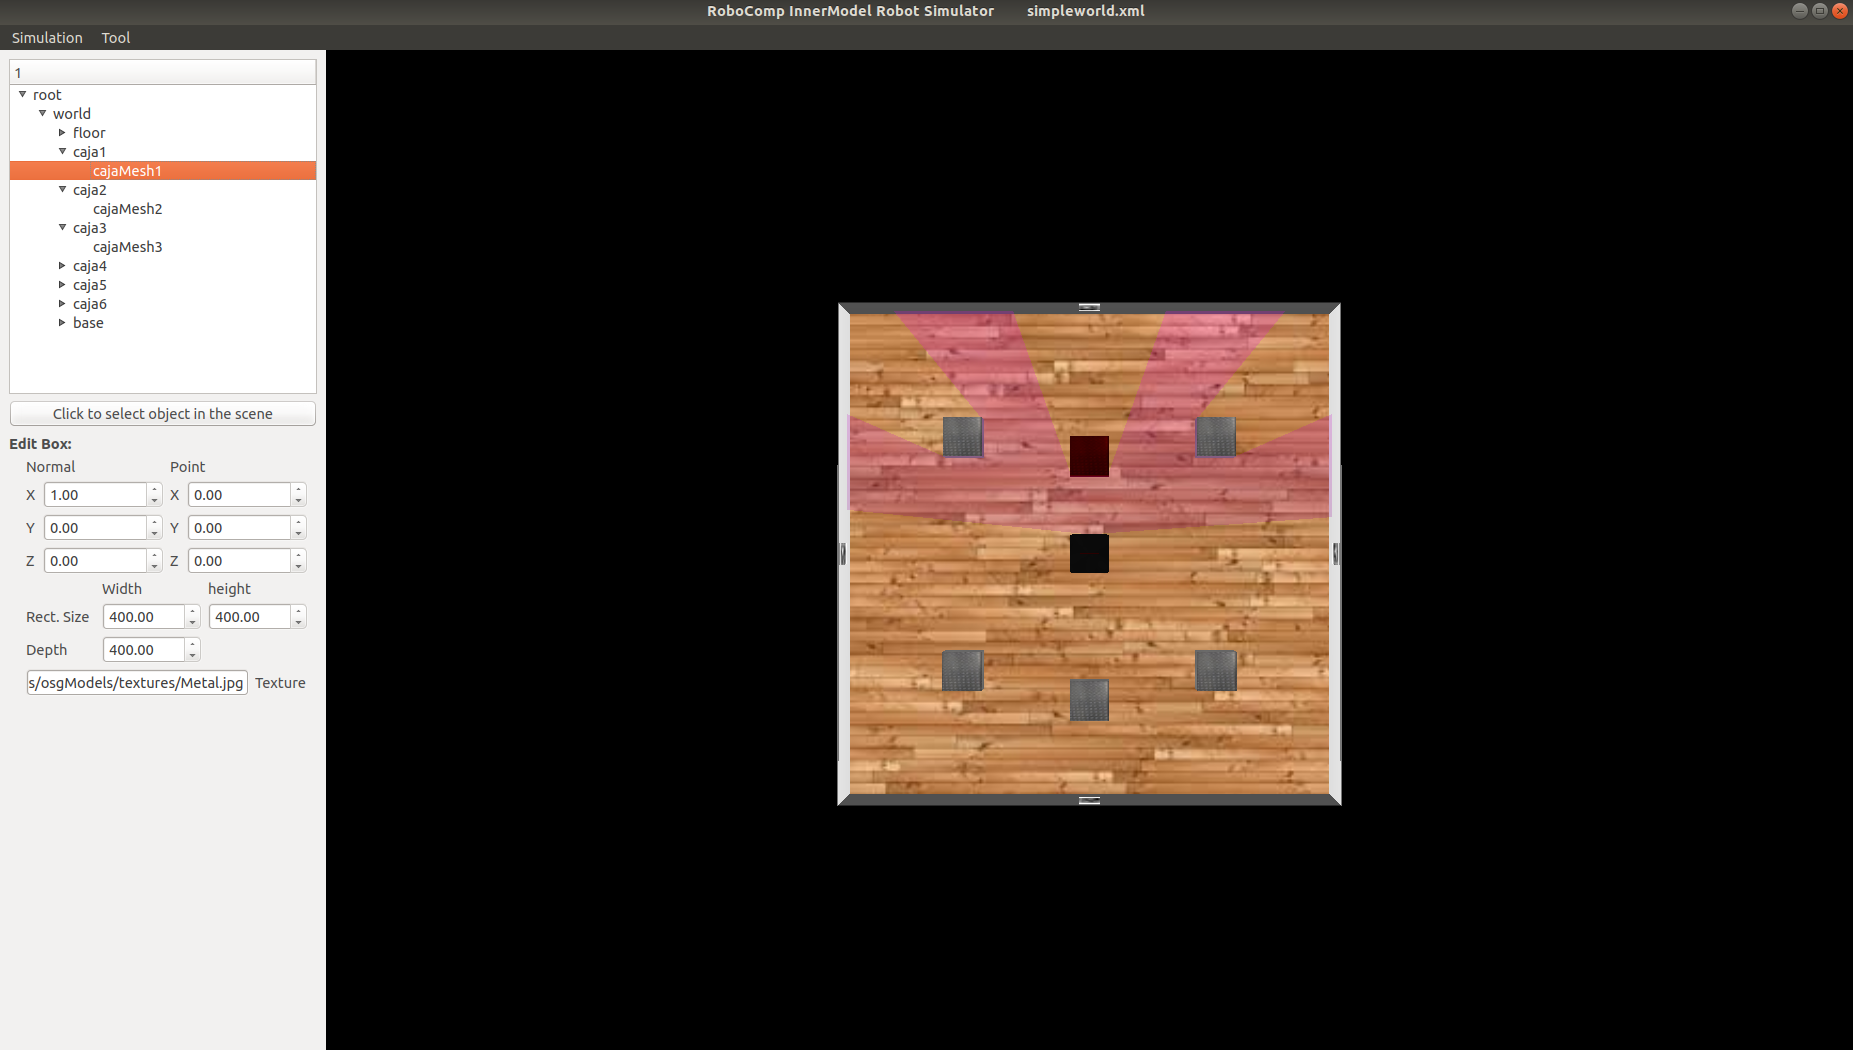 RoboComp InnerModel Robot Simulator simpleworld.xml
Simulation Tool
1
root
world
floor
caja1
cajaMesh1
caja2
cajaMesh2
caja3
cajaMesh3
caja4
caja5
caja6
base
Click to select object in the scene
Edit Box:
Normal Point
X 1.00 X 0.00
Y 0.00 Y 0.00
Z 0.00 Z 0.00
Width height
Rect. Size 400.00 400.00
Depth 400.00
s/osgModels/textures/Metal.jpg Texture